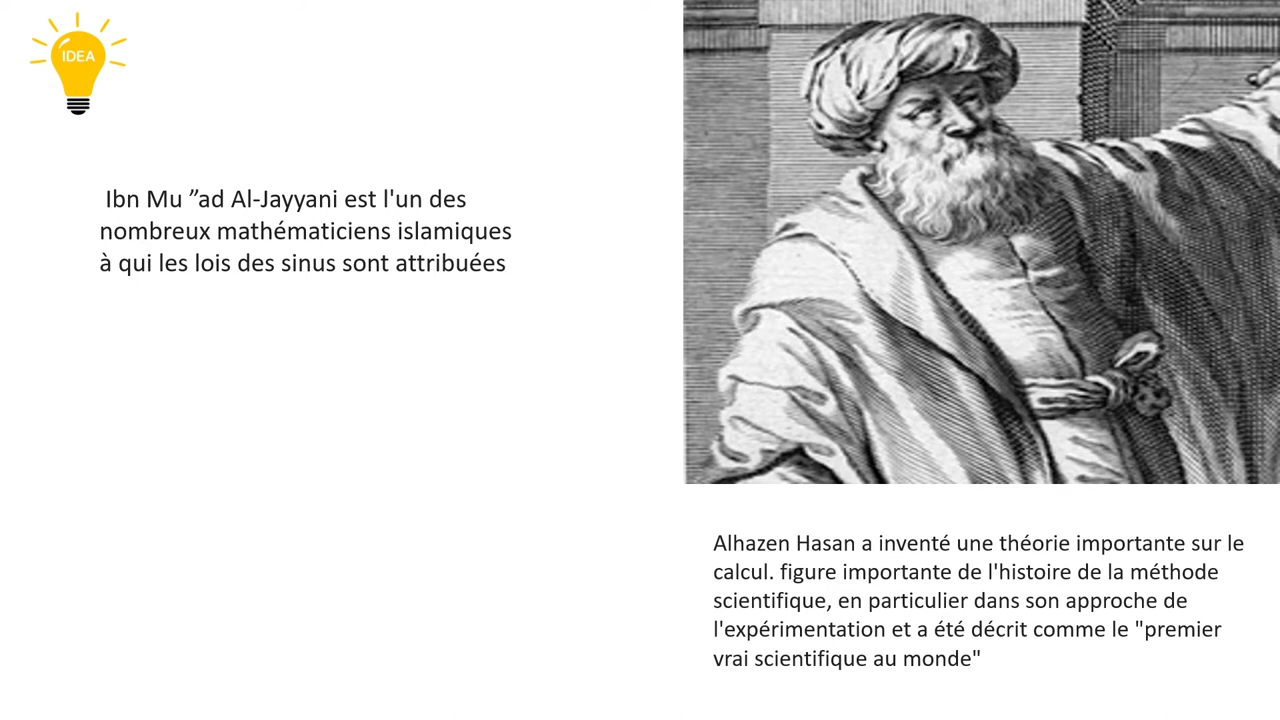 IDEA
Ibn Mu ”ad Al-Jayyani est l'un des
nombreux mathématiciens islamiques
à qui les lois des sinus sont attribuées
Alhazen Hasan a inventé une théorie importante sur le
calcul. figure importante de l'histoire de la méthode
scientifique, en particulier dans son approche de
l'expérimentation et a été décrit comme le "premier
vrai scientifique au monde"